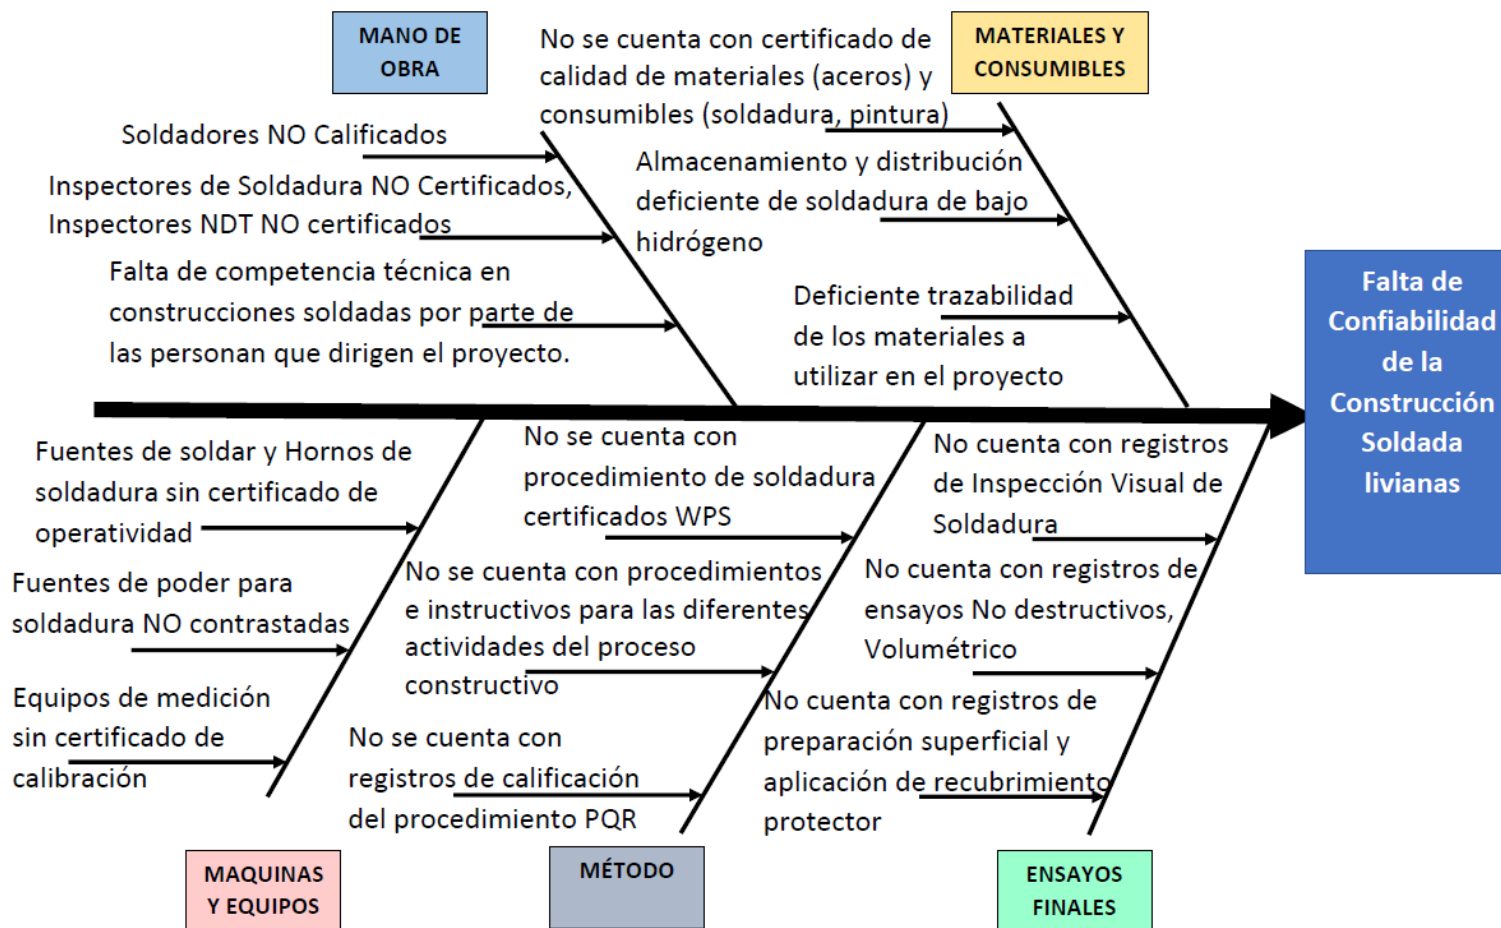 MANO DE
OBRA
Soldadores NO Calificados
Inspectores de Soldadura NO Certificados,
Inspectores NDT NO certificados
Falta de competencia técnica en
construcciones soldadas por parte de
las personan que dirigen el proyecto.
MATERIALES Y
CONSUMIBLES
No se cuenta con certificado de
calidad de materiales (aceros) y
consumibles (soldadura, pintura)
Almacenamiento y distribución
deficiente de soldadura de bajo
hidrógeno
Deficiente trazabilidad
de los materiales a
utilizar en el proyecto
Falta de
Confiabilidad
de la
Construcción
Soldada
livianas
Fuentes de soldar y Hornos de
soldadura sin certificado de
operatividad
Fuentes de poder para
soldadura NO contrastadas
Equipos de medición
sin certificado de
calibración
MAQUINAS
Y EQUIPOS
No se cuenta con
procedimiento de soldadura
certificados WPS
No se cuenta con procedimientos
e instructivos para las diferentes
actividades del proceso
constructivo
No se cuenta con
registros de calificación
del procedimiento PQR
MÉTODO
No cuenta con registros
de Inspección Visual de
Soldadura
No cuenta con registros de
ensayos No destructivos,
Volumétrico
No cuenta con registros de
preparación superficial y
aplicación de recubrimiento
protector
ENSAYOS
FINALES